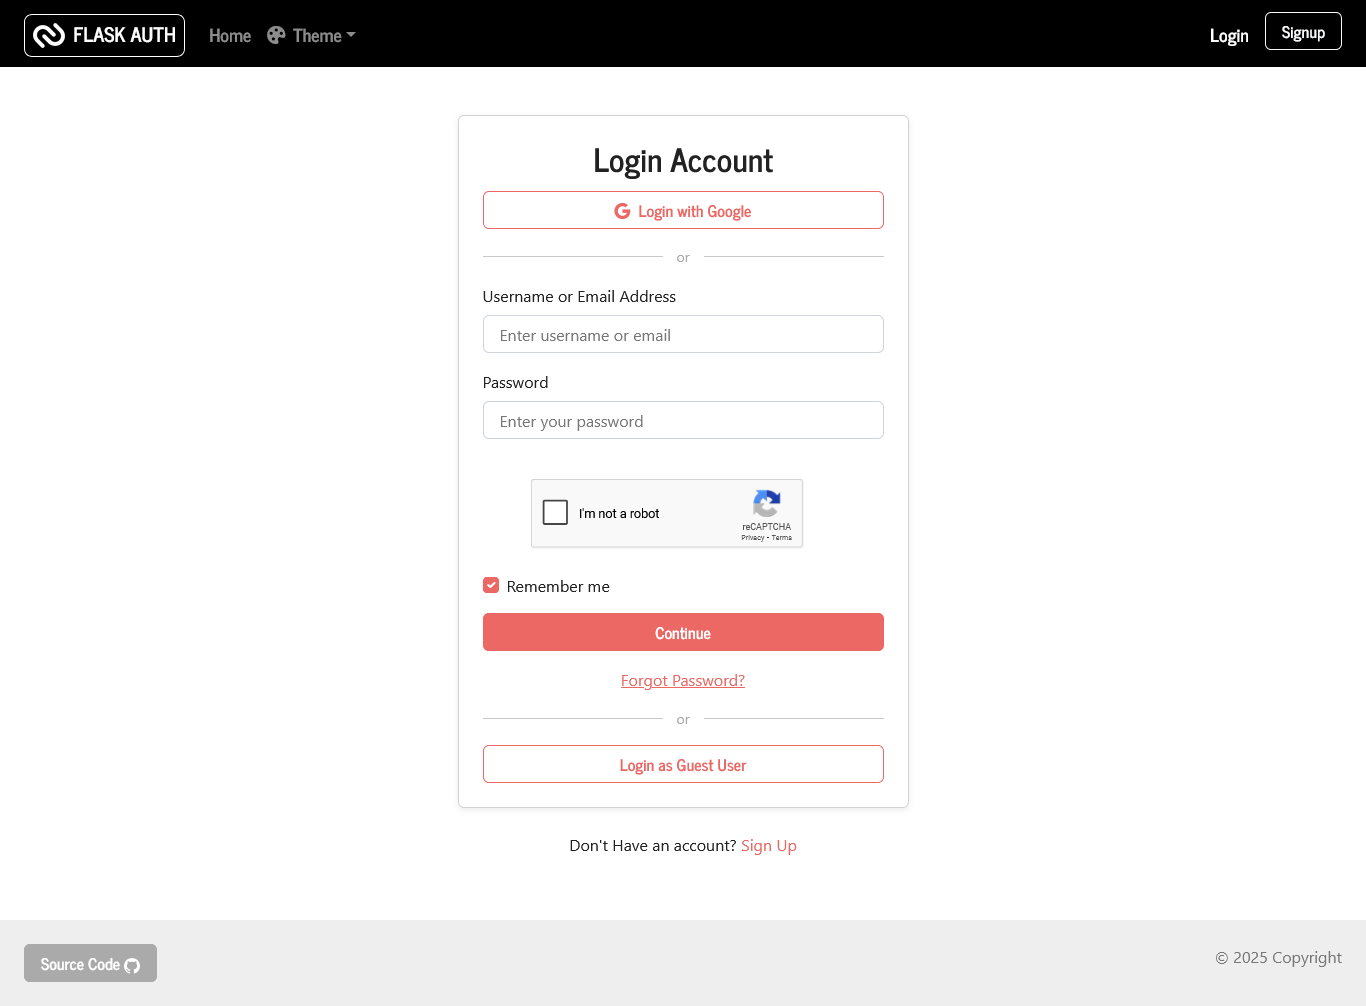 FLASK AUTH Home Theme Login Signup
Login Account
Login with Google
or
Username or Email Address
Enter username or email
Password
Enter your password
I'm not a robot
reCAPTCHA
Privacy - Terms
Remember me
Continue
Forgot Password?
or
Login as Guest User
Don't Have an account? Sign Up
Source Code
© 2025 Copyright